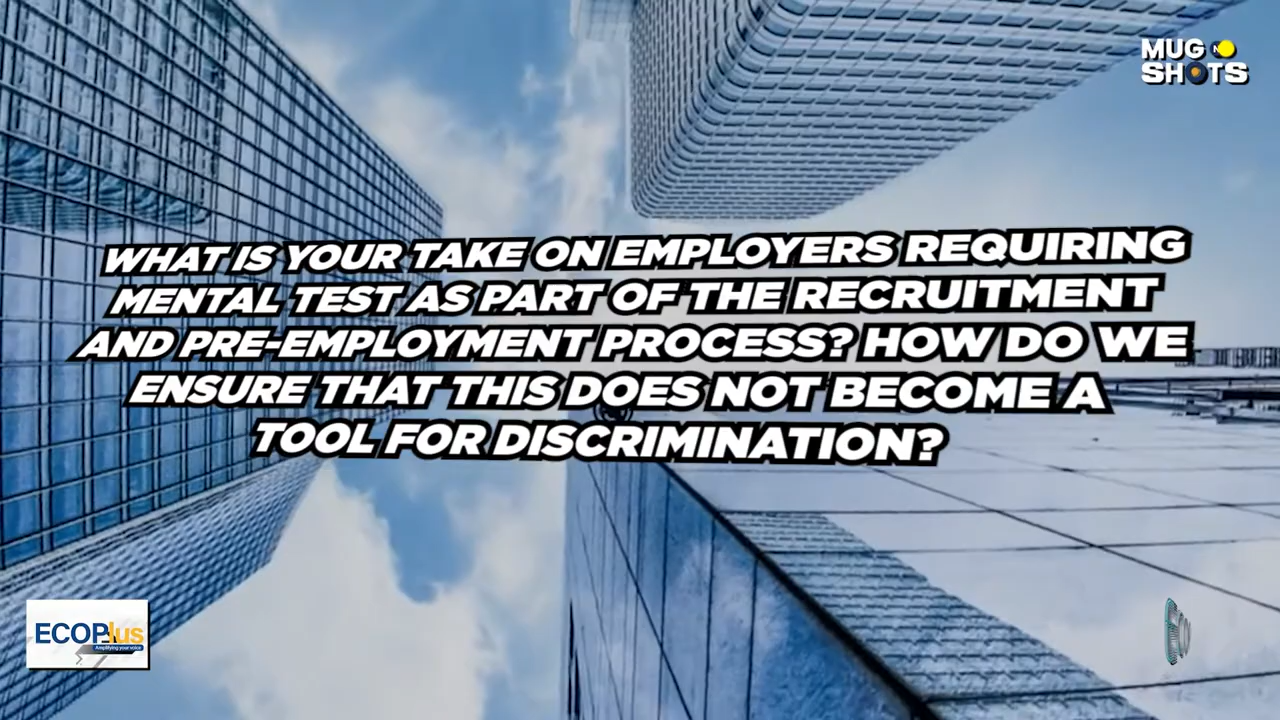 MUG N
SHOTS
WHAT IS YOUR TAKE ON EMPLOYERS REQUIRING
MENTAL TEST AS PART OF THE RECRUITMENT
AND PRE-EMPLOYMENT PROCESS? HOW DO WE
ENSURE THAT THIS DOES NOT BECOME A
TOOL FOR DISCRIMINATION?
ECOPlus
Amplifying your voice